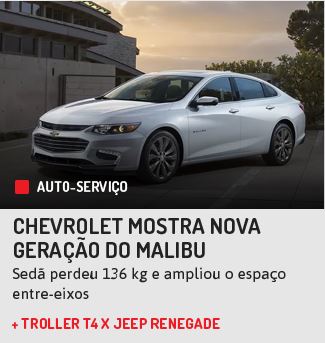 AUTO-SERVIÇO
CHEVROLET MOSTRA NOVA
GERAÇÃO DO MALIBU
Sedã perdeu 136 kg e ampliou o espaço
entre-eixos
+ TROLLER T4 X JEEP RENEGADE